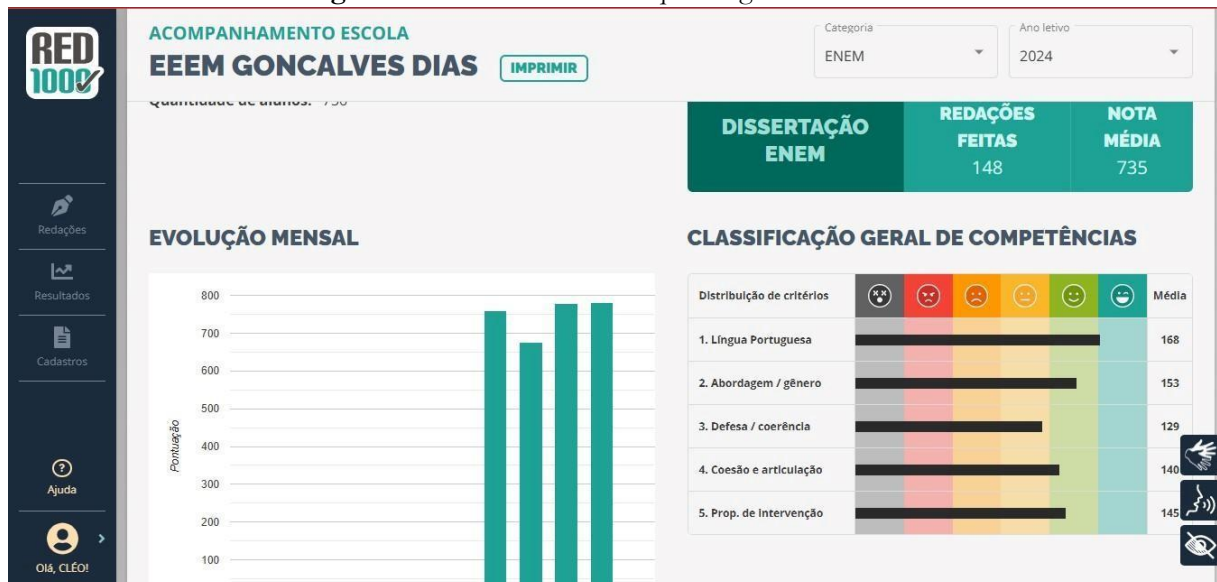 RED
1000
ACOMPANHAMENTO ESCOLA
EEEM GONCALVES DIAS
IMPRIMIR
Categoria
ENEM
Ano letivo
2024
Quantidade de alunos:
DISSERTAÇÃO
ENEM
REDAÇÕES
FEITAS
148
NOTA
MÉDIA
735
Redações
Resultados
Cadastros
Ajuda
Olá, CLÉO!
EVOLUÇÃO MENSAL
Pontuação
800
700
600
500
400
300
200
100
CLASSIFICAÇÃO GERAL DE COMPETÊNCIAS
Distribuição de critérios
Média
1. Língua Portuguesa
168
2. Abordagem / gênero
153
3. Defesa / coerência
129
4. Coesão e articulação
140
5. Prop. de Intervenção
145